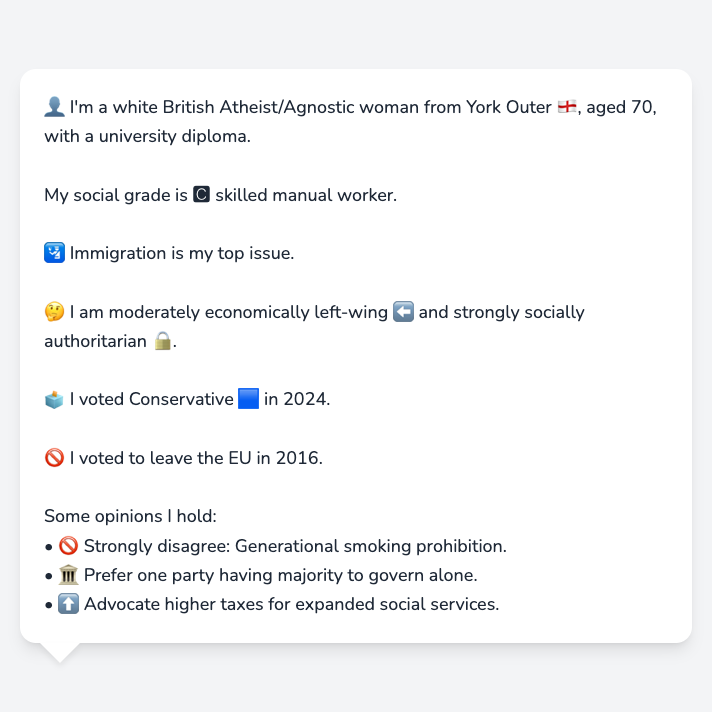 👤 I'm a white British Atheist/Agnostic woman from York Outer 🏴󠁧󠁢󠁥󠁮󠁧󠁿, aged 70,
with a university diploma.
My social grade is 🅲 skilled manual worker.
🛂 Immigration is my top issue.
🤔 I am moderately economically left-wing ⬅️ and strongly socially
authoritarian 🔒.
🗳️ I voted Conservative 🟦 in 2024.
🚫 I voted to leave the EU in 2016.
Some opinions I hold:
• 🚫 Strongly disagree: Generational smoking prohibition.
• 🏛️ Prefer one party having majority to govern alone.
• ⬆️ Advocate higher taxes for expanded social services.